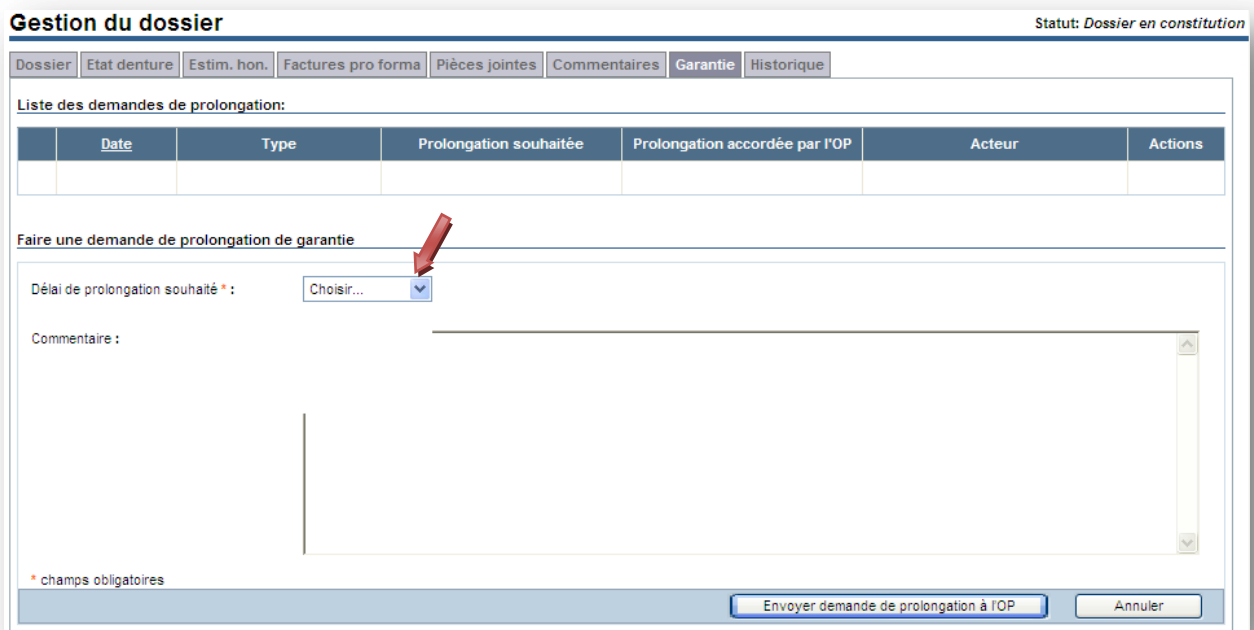 Gestion du dossier
Statut: Dossier en constitution
Dossier Etat denture Estim. hon. Factures pro forma Pièces jointes Commentaires Garantie Historique
Liste des demandes de prolongation:
Date Type Prolongation souhaitée Prolongation accordée par l'OP Acteur Actions
Faire une demande de prolongation de garantie
Délai de prolongation souhaité * : Choisir...
Commentaire :
* champs obligatoires
Envoyer demande de prolongation à l'OP Annuler